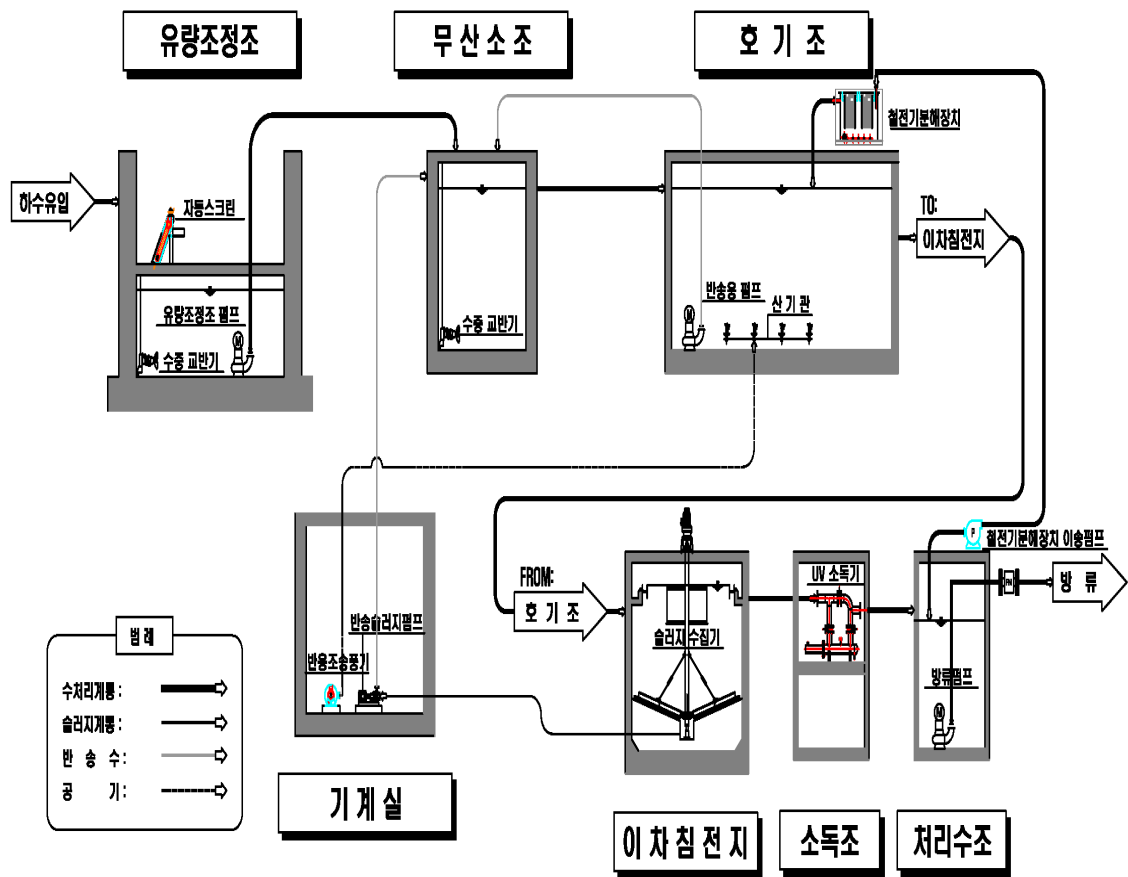 유량조정조
무 산 소 조
호 기 조
철전기분해장치
하수유입
자동스크린
TO:
이차침전지
유량조정조 펌프
수중 교반기
수중 교반기
반송용 펌프
산 기 관
M
M
P
철전기분해장치 이송펌프
FROM:
호 기 조
UV 소독기
방 류
범 례
수처리계통 :
슬러지계통 :
반 송 수 :
공 기 :
반송슬러지펌프
반응조송풍기
슬러지수집기
방류펌프
M
기 계 실
이 차 침 전 지
소독조
처리수조